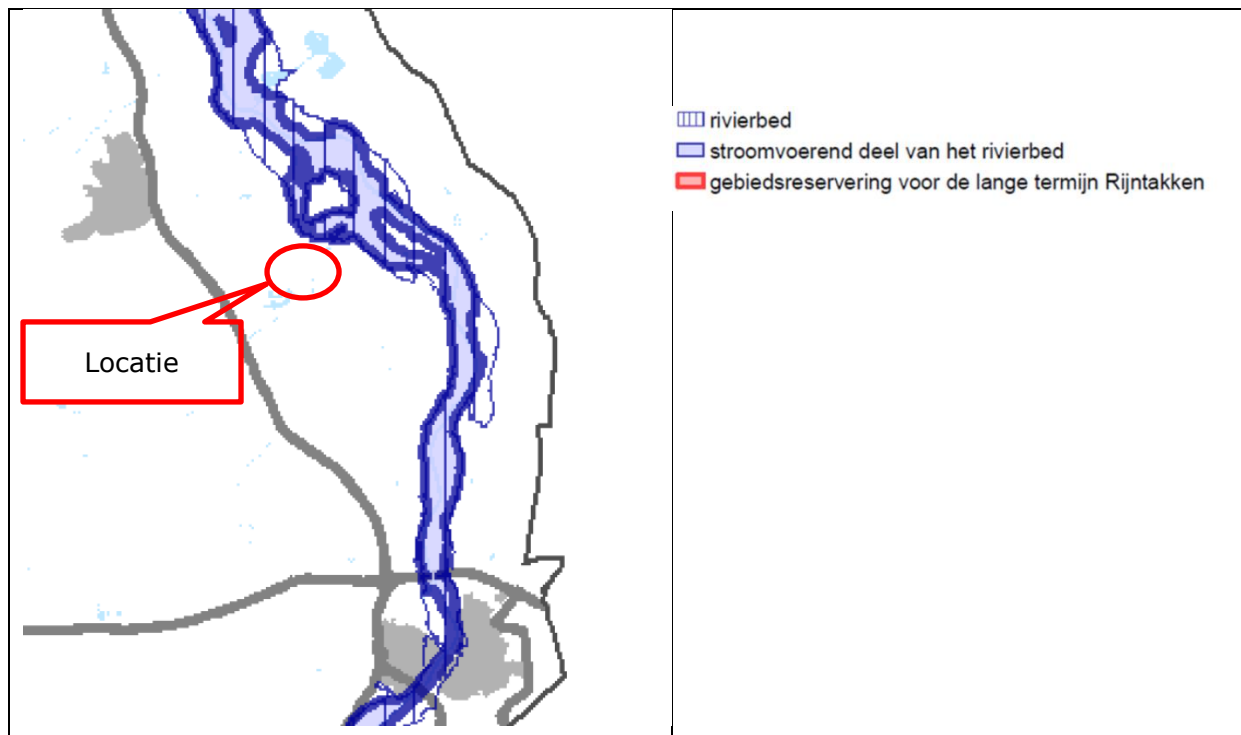 Locatie
rivierbed
stroomvoerend deel van het rivierbed
gebiedsreservering voor de lange termijn Rijntakken